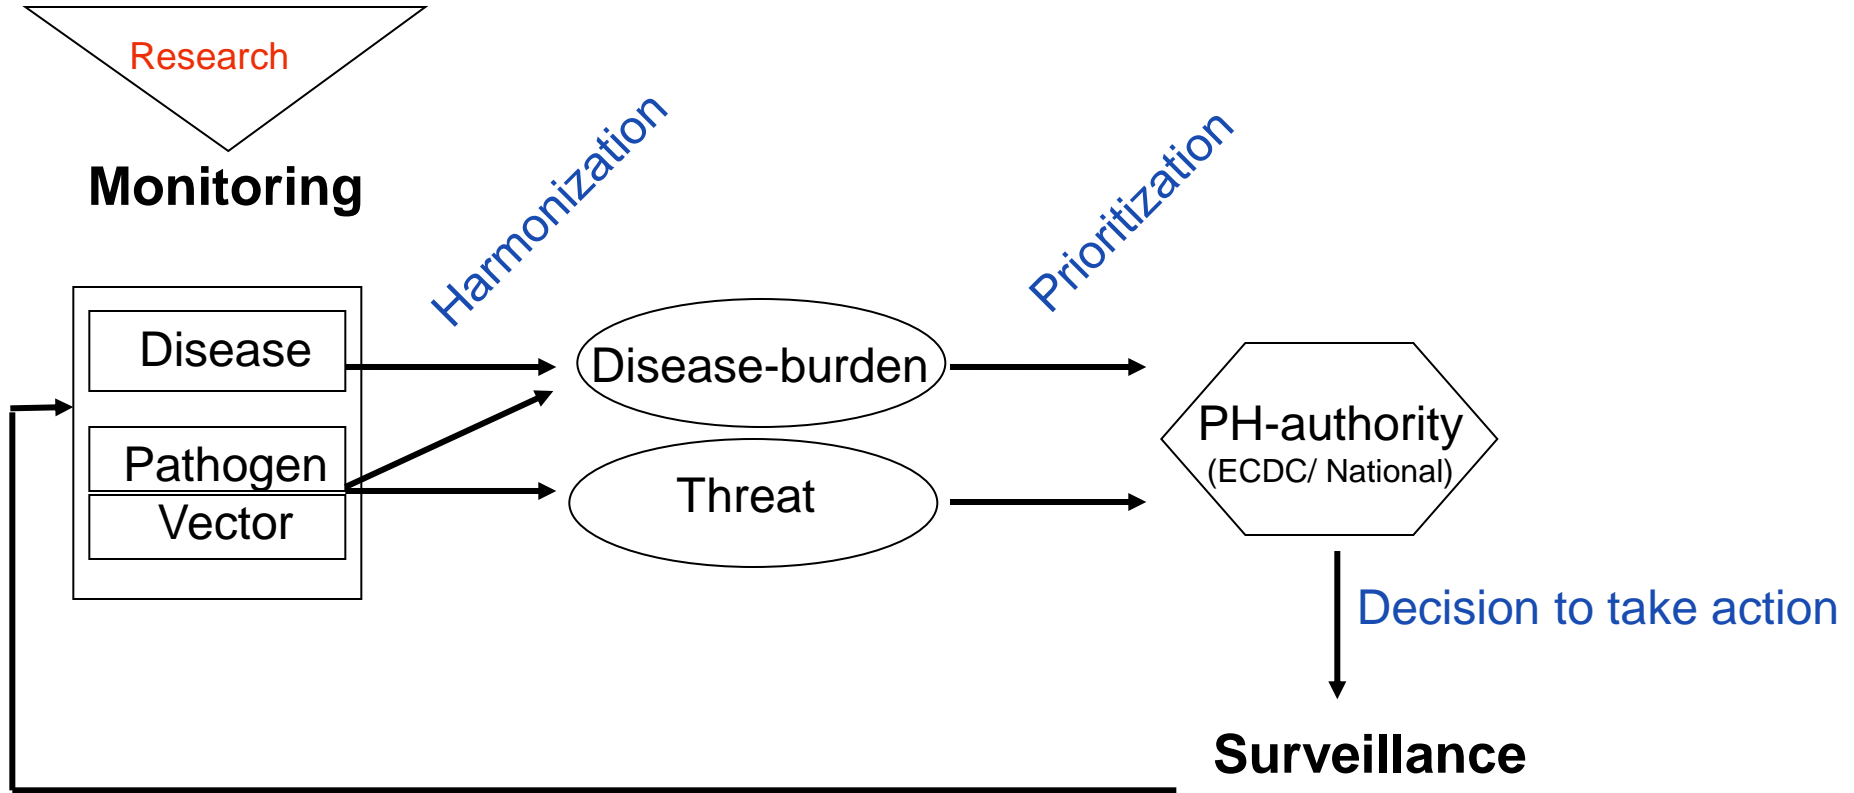 Research
Monitoring
Harmonization
Prioritization
Disease
Pathogen
Vector
Disease-burden
Threat
PH-authority
(ECDC/ National)
Decision to take action
Surveillance